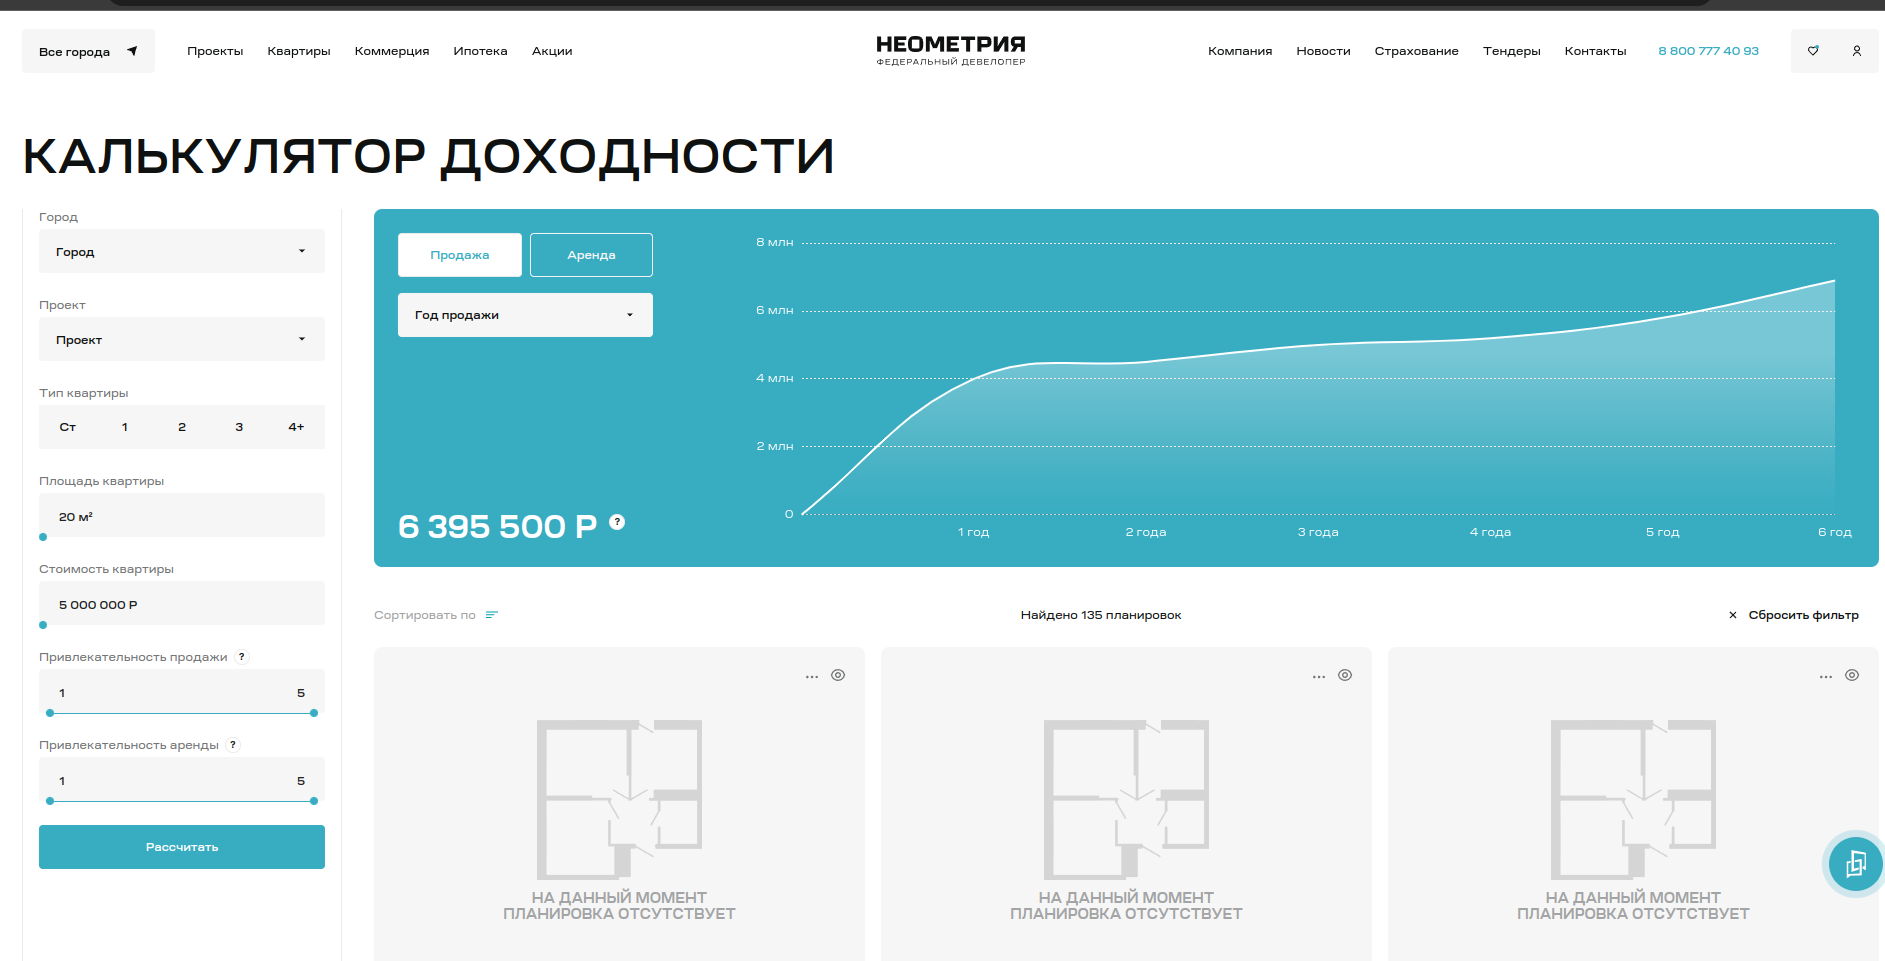 Все города
Проекты Квартиры Коммерция Ипотека Акции
НЕОМЕТРИЯ
ФЕДЕРАЛЬНЫЙ ДЕВЕЛОПЕР
Компания Новости Страхование Тендеры Контакты 8 800 777 40 93
КАЛЬКУЛЯТОР ДОХОДНОСТИ
Город
Город
Проект
Проект
Тип квартиры
Ст 1 2 3 4+
Площадь квартиры
20 м²
Стоимость квартиры
5 000 000 Р
Привлекательность продажи ?
1 5
Привлекательность аренды ?
1 5
Рассчитать
Продажа Аренда
Год продажи
6 395 500 Р ?
8 млн
6 млн
4 млн
2 млн
0
1 год 2 года 3 года 4 года 5 год 6 год
Сортировать по
Найдено 135 планировок
Сбросить фильтр
НА ДАННЫЙ МОМЕНТ
ПЛАНИРОВКА ОТСУТСТВУЕТ
НА ДАННЫЙ МОМЕНТ
ПЛАНИРОВКА ОТСУТСТВУЕТ
НА ДАННЫЙ МОМЕНТ
ПЛАНИРОВКА ОТСУТСТВУЕТ